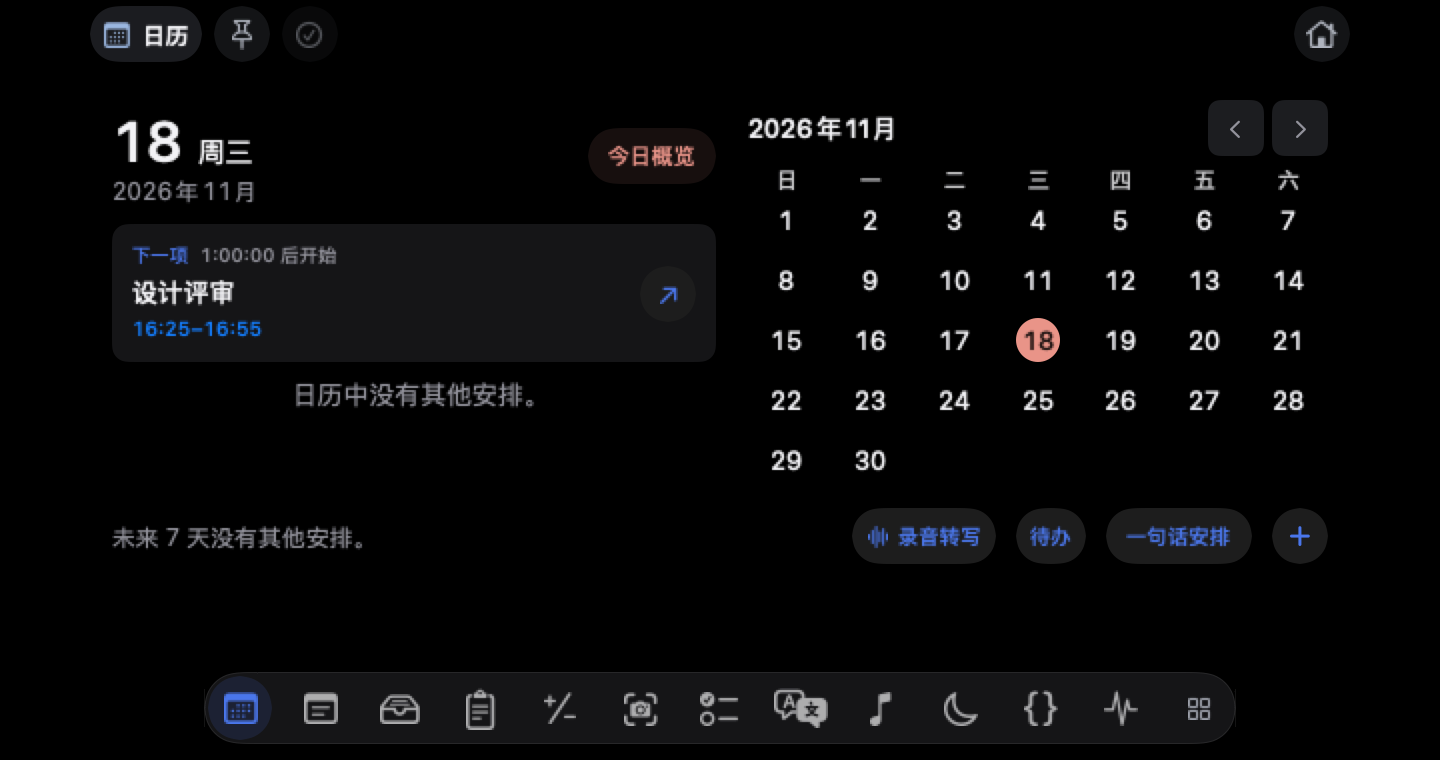 日历
18 周三
2026年11月
今日概览
下一项 1:00:00 后开始
设计评审
16:25–16:55
日历中没有其他安排。
未来 7 天没有其他安排。
2026年11月
日 一 二 三 四 五 六
1 2 3 4 5 6 7
8 9 10 11 12 13 14
15 16 17 18 19 20 21
22 23 24 25 26 27 28
29 30
录音转写 待办 一句话安排 +